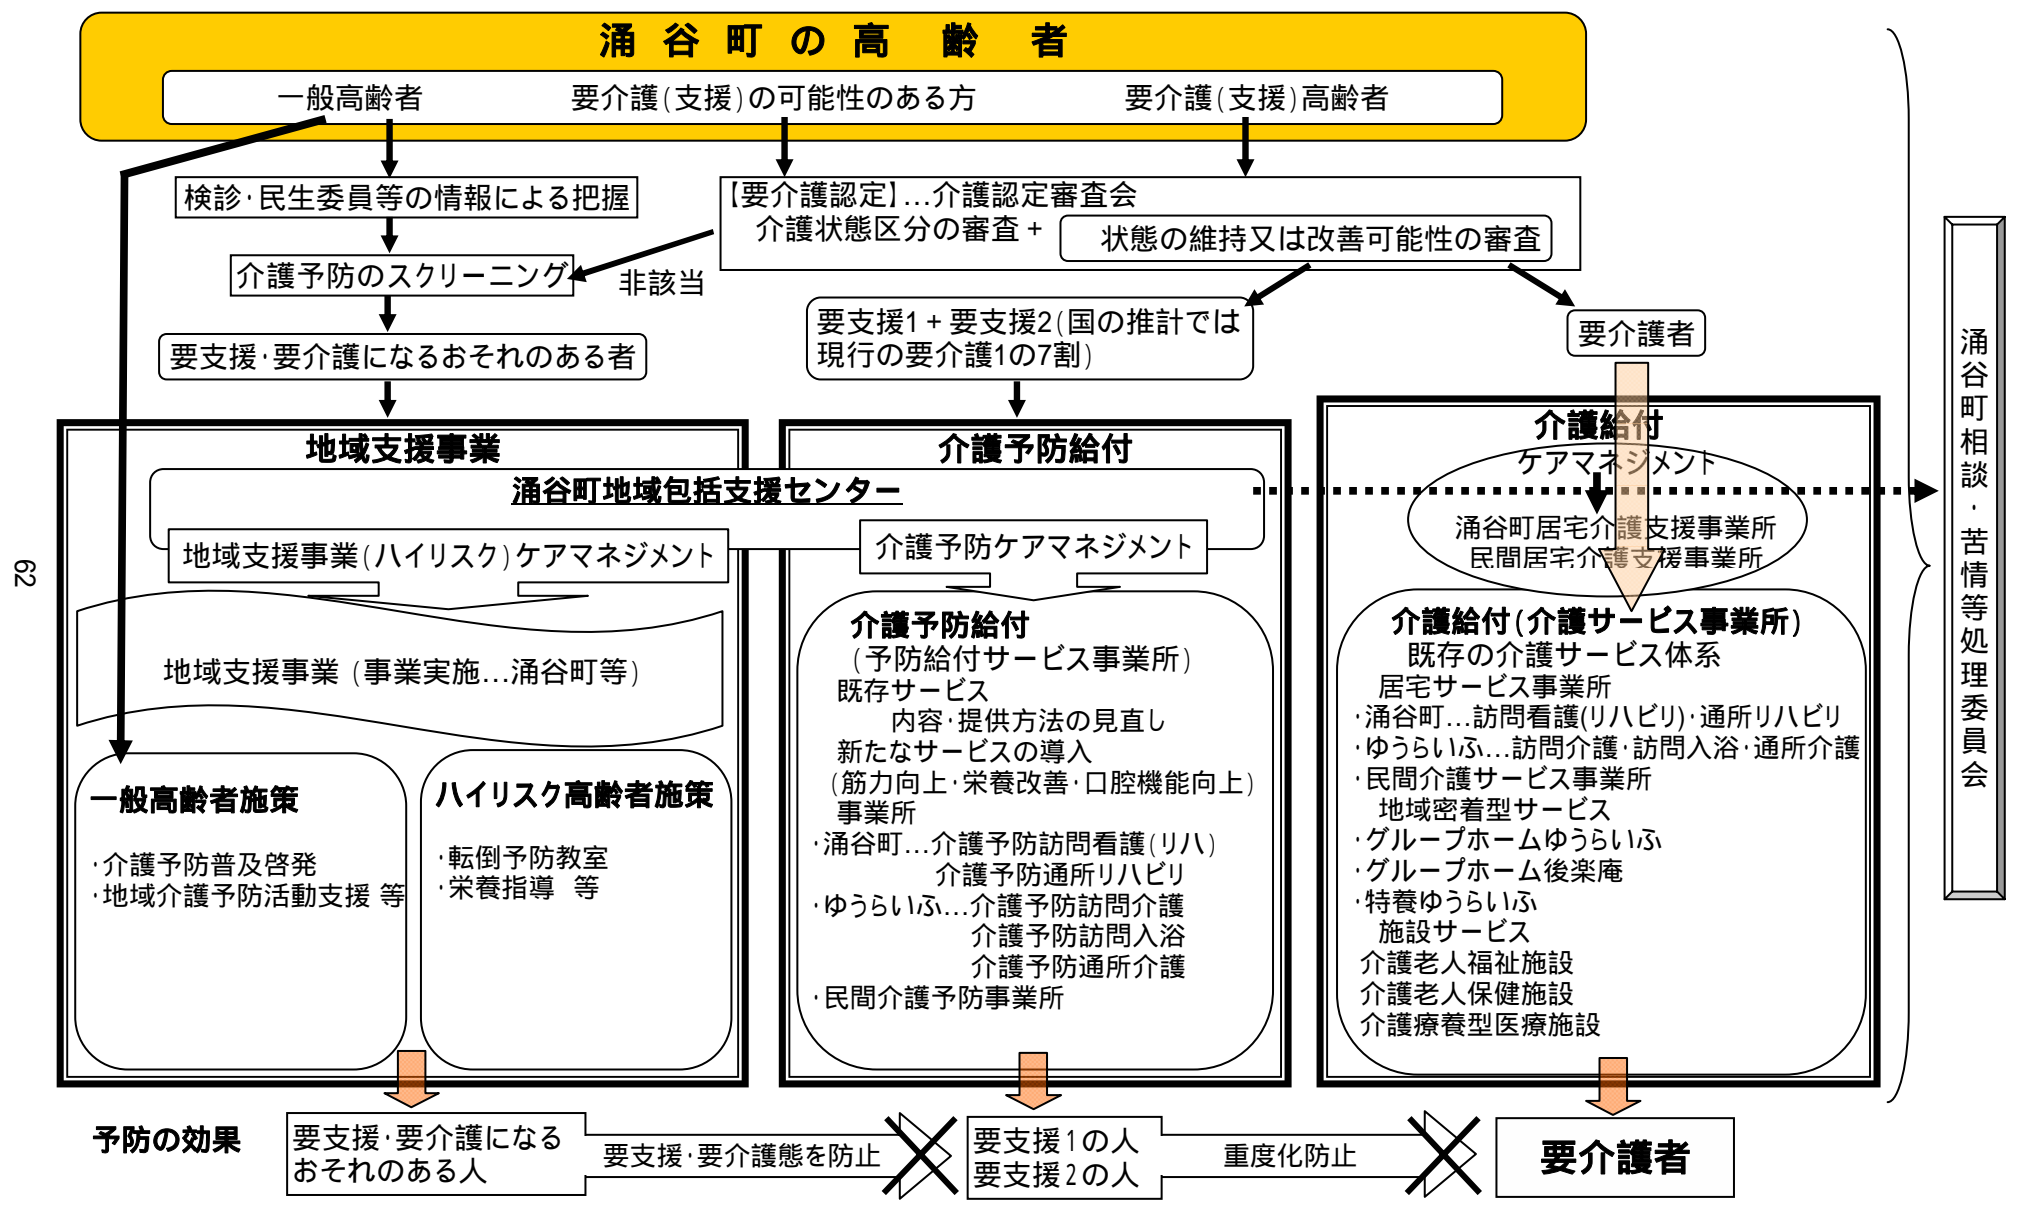 涌谷町の高齢者
一般高齢者
要介護(支援)の可能性のある方
要介護(支援)高齢者
検診・民生委員等の情報による把握
【要介護認定】…介護認定審査会
介護状態区分の審査+
状態の維持又は改善可能性の審査
介護予防のスクリーニング
非該当
要支援1+要支援2(国の推計では
現行の要介護1の7割)
要介護者
要支援・要介護になるおそれのある者
地域支援事業
介護予防給付
介護給付
ケアマネジメント
涌谷町居宅介護支援事業所
民間居宅介護支援事業所
涌谷町地域包括支援センター
地域支援事業(ハイリスク)ケアマネジメント
介護予防ケアマネジメント
地域支援事業(事業実施…涌谷町等)
一般高齢者施策
・介護予防普及啓発
・地域介護予防活動支援 等
ハイリスク高齢者施策
・転倒予防教室
・栄養指導 等
介護予防給付
(予防給付サービス事業所)
既存サービス
内容・提供方法の見直し
新たなサービスの導入
(筋力向上・栄養改善・口腔機能向上)
事業所
・涌谷町…介護予防訪問看護(リハ)
介護予防通所リハビリ
・ゆうらいふ…介護予防訪問介護
介護予防訪問入浴
介護予防通所介護
・民間介護予防事業所
介護給付(介護サービス事業所)
既存の介護サービス体系
居宅サービス事業所
・涌谷町…訪問看護(リハビリ)・通所リハビリ
・ゆうらいふ…訪問介護・訪問入浴・通所介護
・民間介護サービス事業所
地域密着型サービス
・グループホームゆうらいふ
・グループホーム後楽庵
・特養ゆうらいふ
施設サービス
介護老人福祉施設
介護老人保健施設
介護療養型医療施設
涌谷町相談・苦情等処理委員会
予防の効果
要支援・要介護になる
おそれのある人
要支援・要介護態を防止
要支援1の人
要支援2の人
重度化防止
要介護者
62